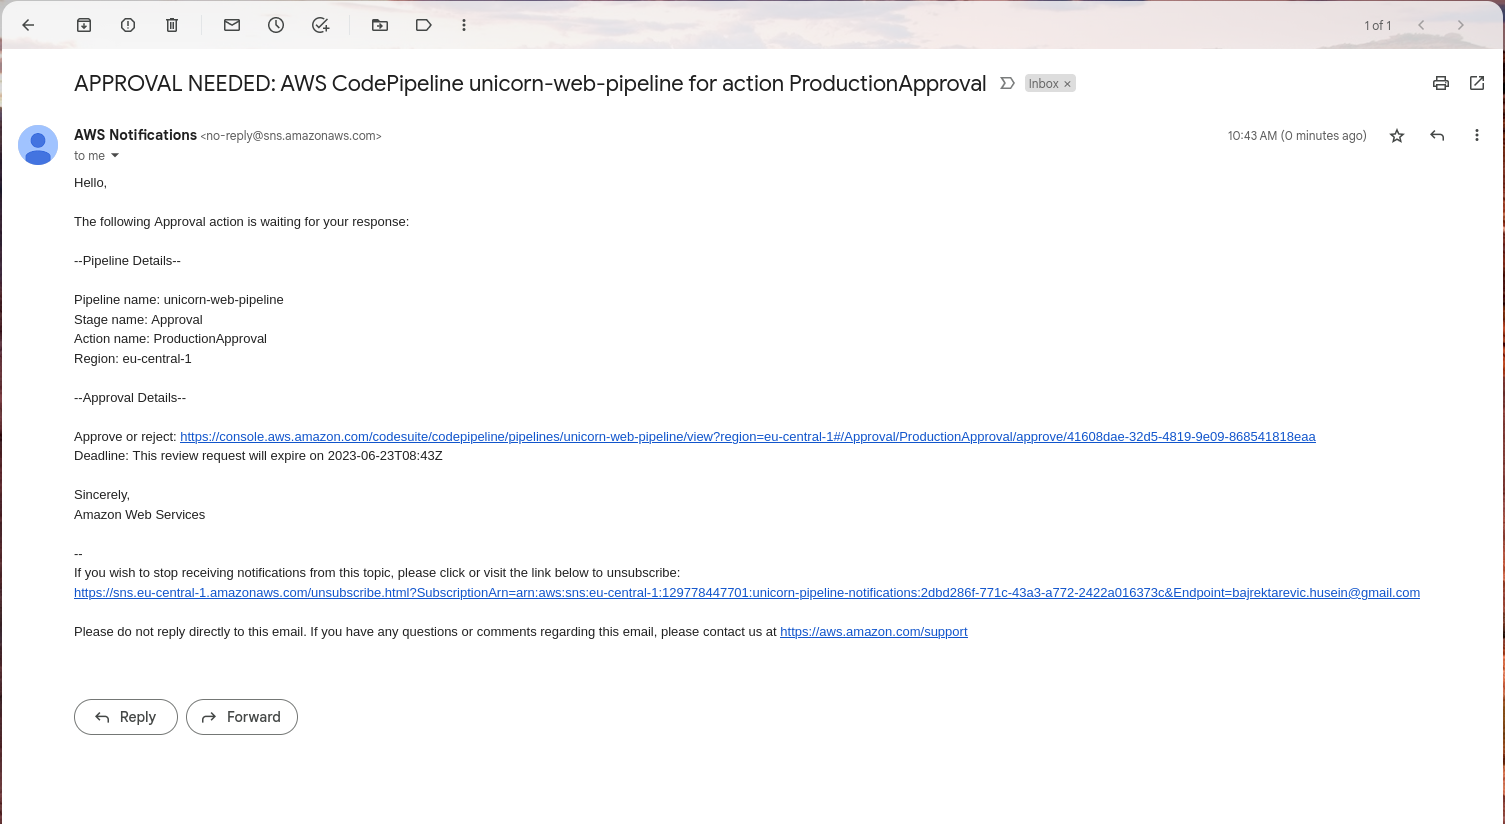 1 of 1
APPROVAL NEEDED: AWS CodePipeline unicorn-web-pipeline for action ProductionApproval Inbox ×
AWS Notifications <no-reply@sns.amazonaws.com> 10:43 AM (0 minutes ago)
to me
Hello,
The following Approval action is waiting for your response:
--Pipeline Details--
Pipeline name: unicorn-web-pipeline
Stage name: Approval
Action name: ProductionApproval
Region: eu-central-1
--Approval Details--
Approve or reject: https://console.aws.amazon.com/codesuite/codepipeline/pipelines/unicorn-web-pipeline/view?region=eu-central-1#/Approval/ProductionApproval/approve/41608dae-32d5-4819-9e09-868541818eaa
Deadline: This review request will expire on 2023-06-23T08:43Z
Sincerely,
Amazon Web Services
--
If you wish to stop receiving notifications from this topic, please click or visit the link below to unsubscribe:
https://sns.eu-central-1.amazonaws.com/unsubscribe.html?SubscriptionArn=arn:aws:sns:eu-central-1:129778447701:unicorn-pipeline-notifications:2dbd286f-771c-43a3-a772-2422a016373c&Endpoint=bajrektarevic.husein@gmail.com
Please do not reply directly to this email. If you have any questions or comments regarding this email, please contact us at https://aws.amazon.com/support
Reply Forward